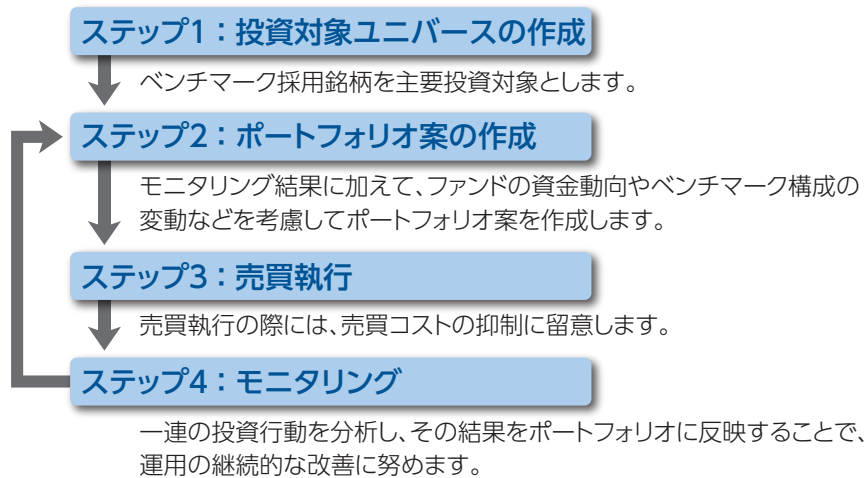 ステップ1：投資対象ユニバースの作成
ベンチマーク採用銘柄を主要投資対象とします。
ステップ2：ポートフォリオ案の作成
モニタリング結果に加えて、ファンドの資金動向やベンチマーク構成の
変動などを考慮してポートフォリオ案を作成します。
ステップ3：売買執行
売買執行の際には、売買コストの抑制に留意します。
ステップ4：モニタリング
一連の投資行動を分析し、その結果をポートフォリオに反映することで、
運用の継続的な改善に努めます。